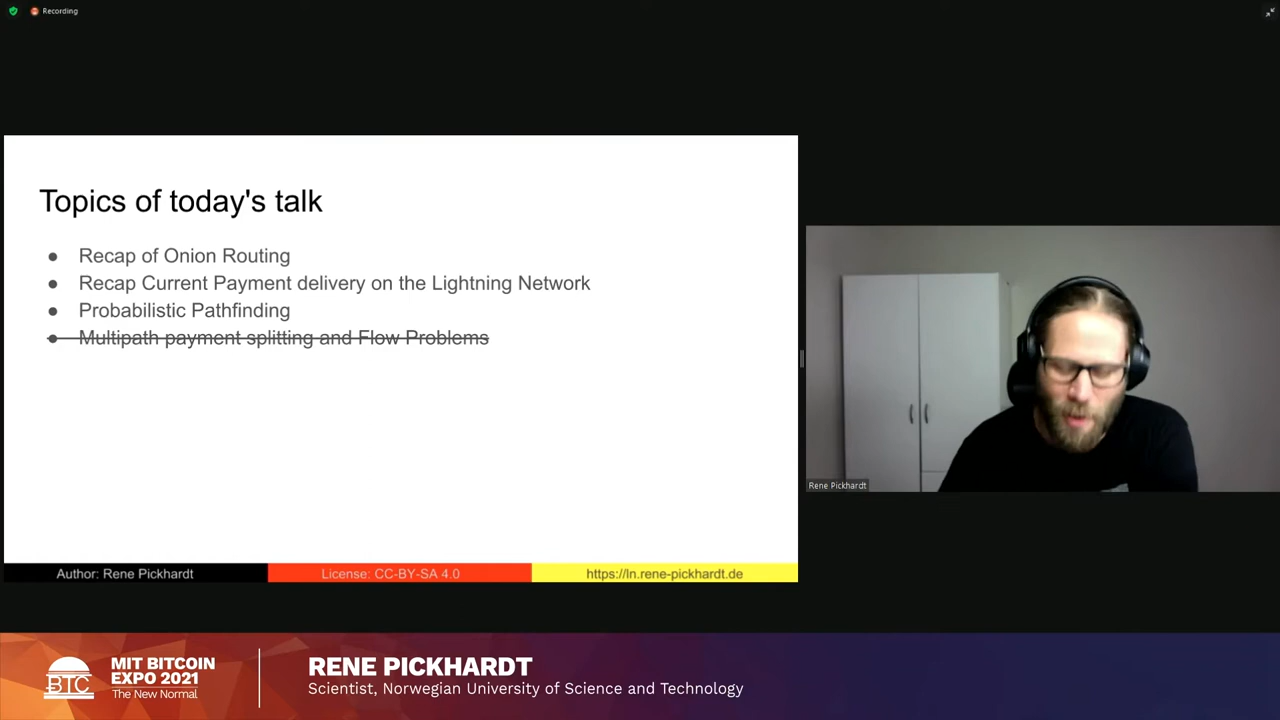 Recording
Topics of today's talk
● Recap of Onion Routing
● Recap Current Payment delivery on the Lightning Network
● Probabilistic Pathfinding
● Multipath payment splitting and Flow Problems
Author: Rene Pickhardt
License: CC-BY-SA 4.0
https://ln.rene-pickhardt.de
Rene Pickhardt
BTC
MIT BITCOIN
EXPO 2021
The New Normal
RENE PICKHARDT
Scientist, Norwegian University of Science and Technology